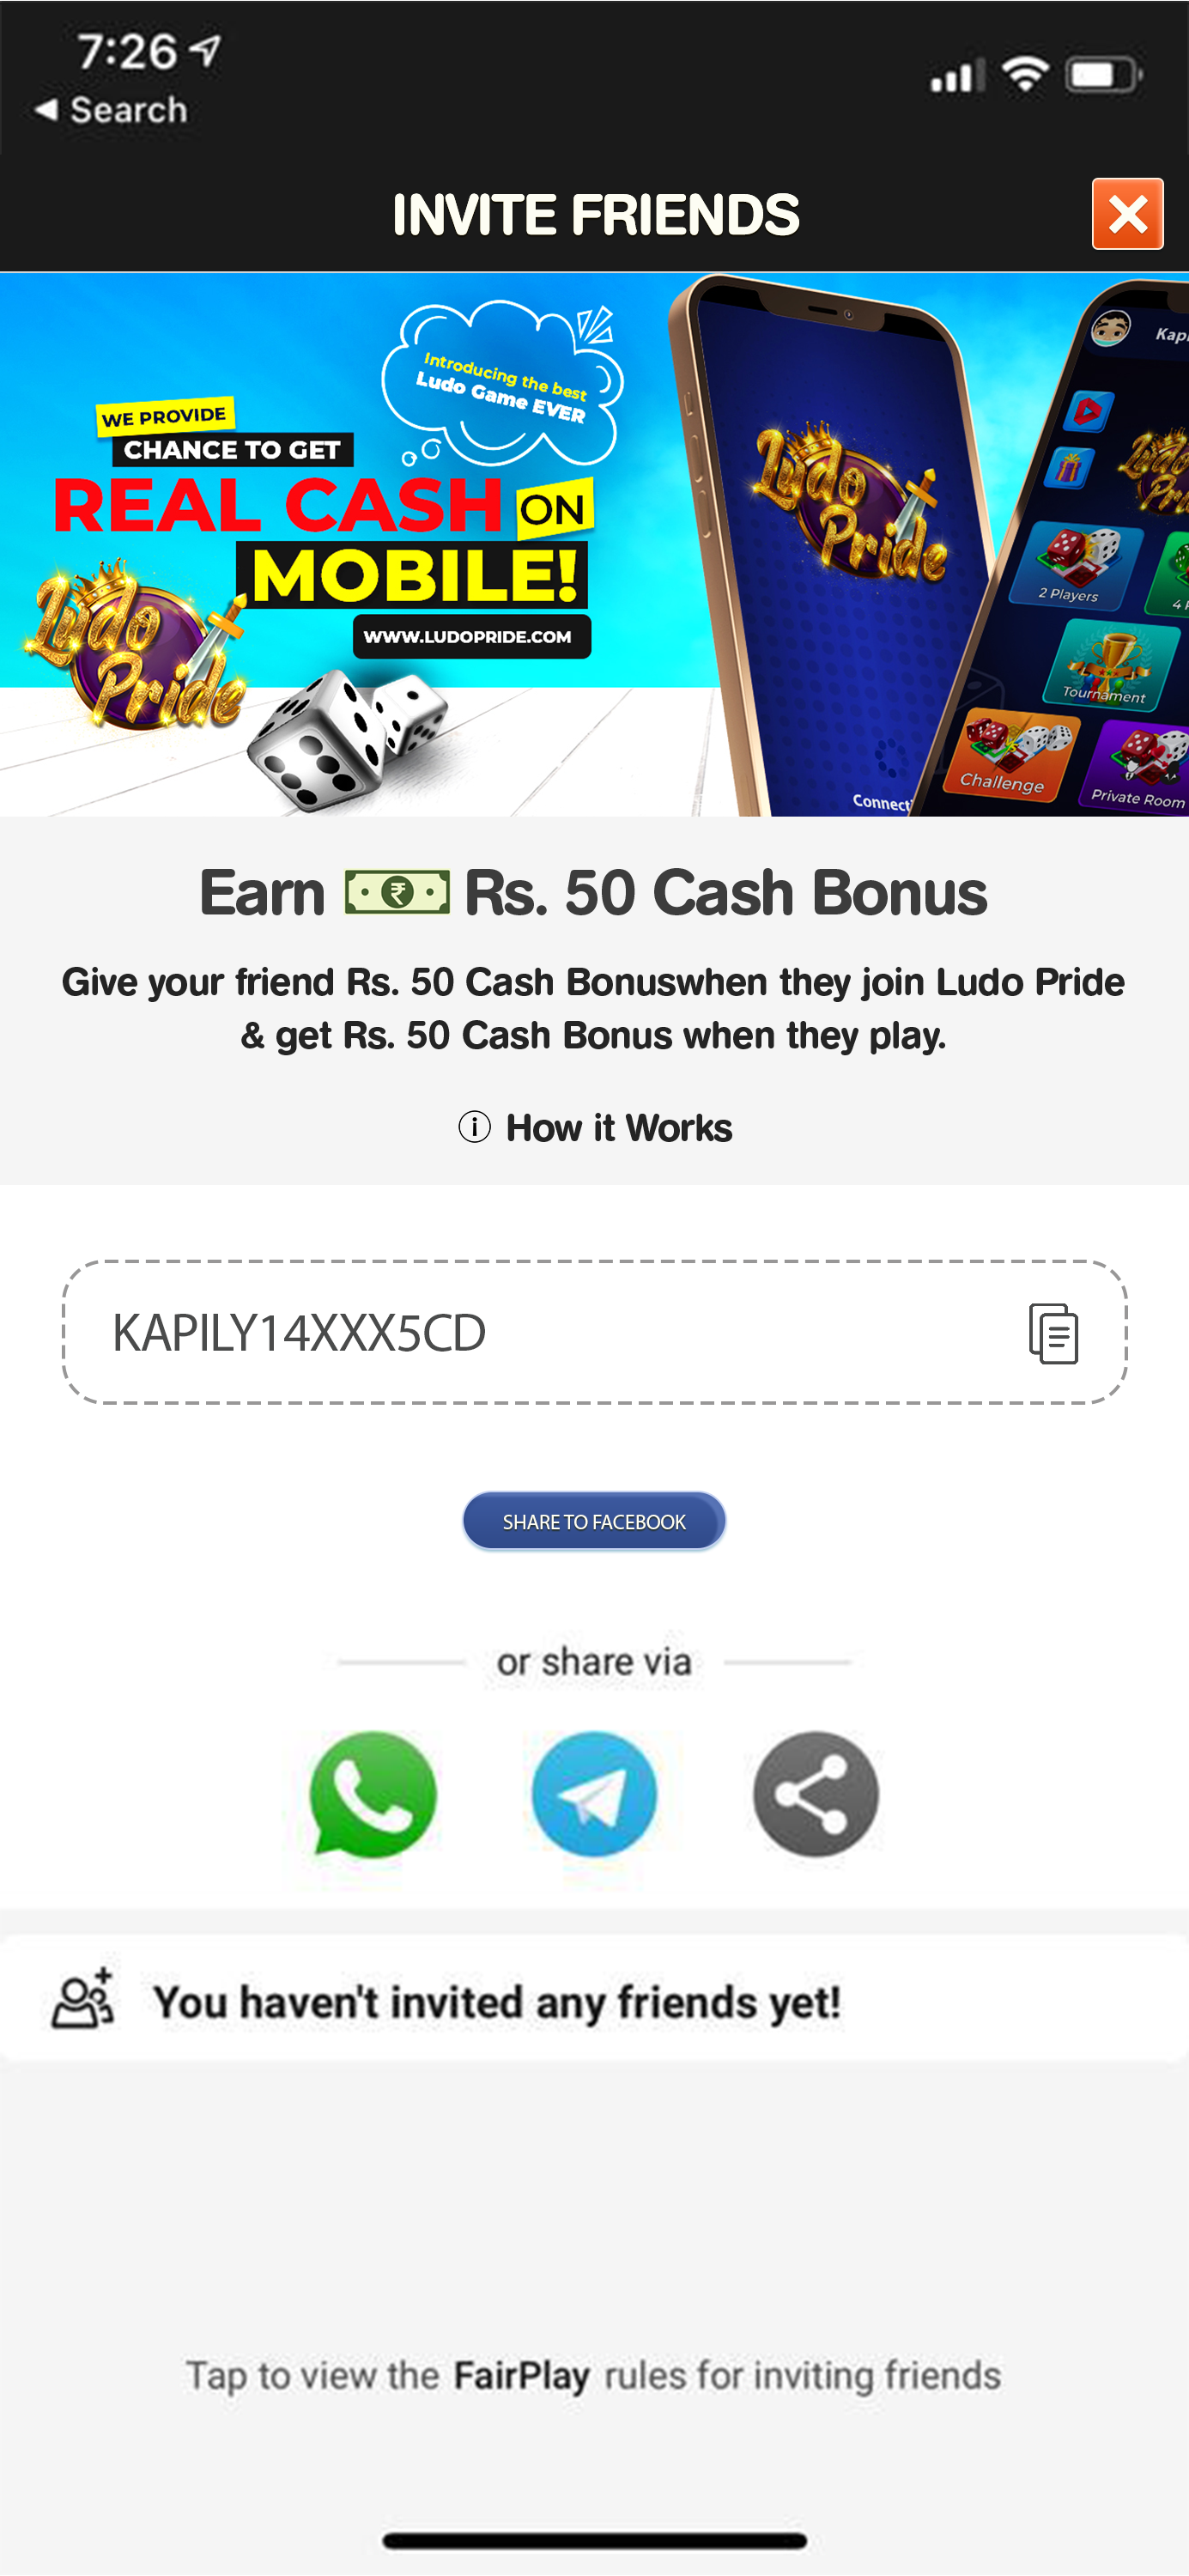 7:26
Search
INVITE FRIENDS
Introducing the best
Ludo Game EVER
WE PROVIDE
CHANCE TO GET
REAL CASH ON
MOBILE!
WWW.LUDOPRIDE.COM
Ludo
Pride
Ludo
Pride
Connecti
Kapi
Ludo
Pri
2 Players
4 P
Tournament
Challenge
Private Room
Earn Rs. 50 Cash Bonus
Give your friend Rs. 50 Cash Bonuswhen they join Ludo Pride
& get Rs. 50 Cash Bonus when they play.
How it Works
KAPILY14XXX5CD
SHARE TO FACEBOOK
or share via
You haven't invited any friends yet!
Tap to view the FairPlay rules for inviting friends